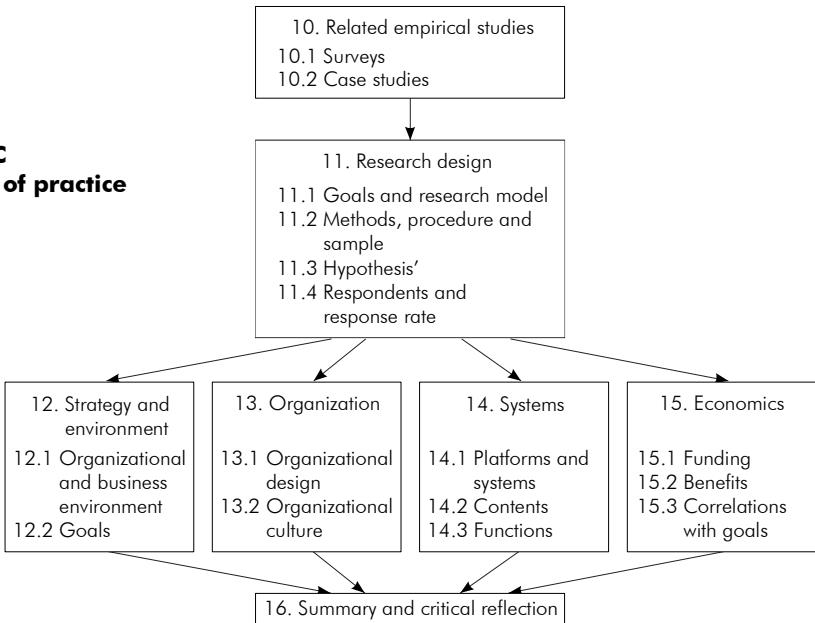 10. Related empirical studies
10.1 Surveys
10.2 Case studies
of practice
11. Research design
11.1 Goals and research model
11.2 Methods, procedure and
sample
11.3 Hypothesis’
11.4 Respondents and
response rate
12. Strategy and
environment
12.1 Organizational
and business
environment
12.2 Goals
13. Organization
13.1 Organizational
design
13.2 Organizational
culture
14. Systems
14.1 Platforms and
systems
14.2 Contents
14.3 Functions
15. Economics
15.1 Funding
15.2 Benefits
15.3 Correlations
with goals
16. Summary and critical reflection